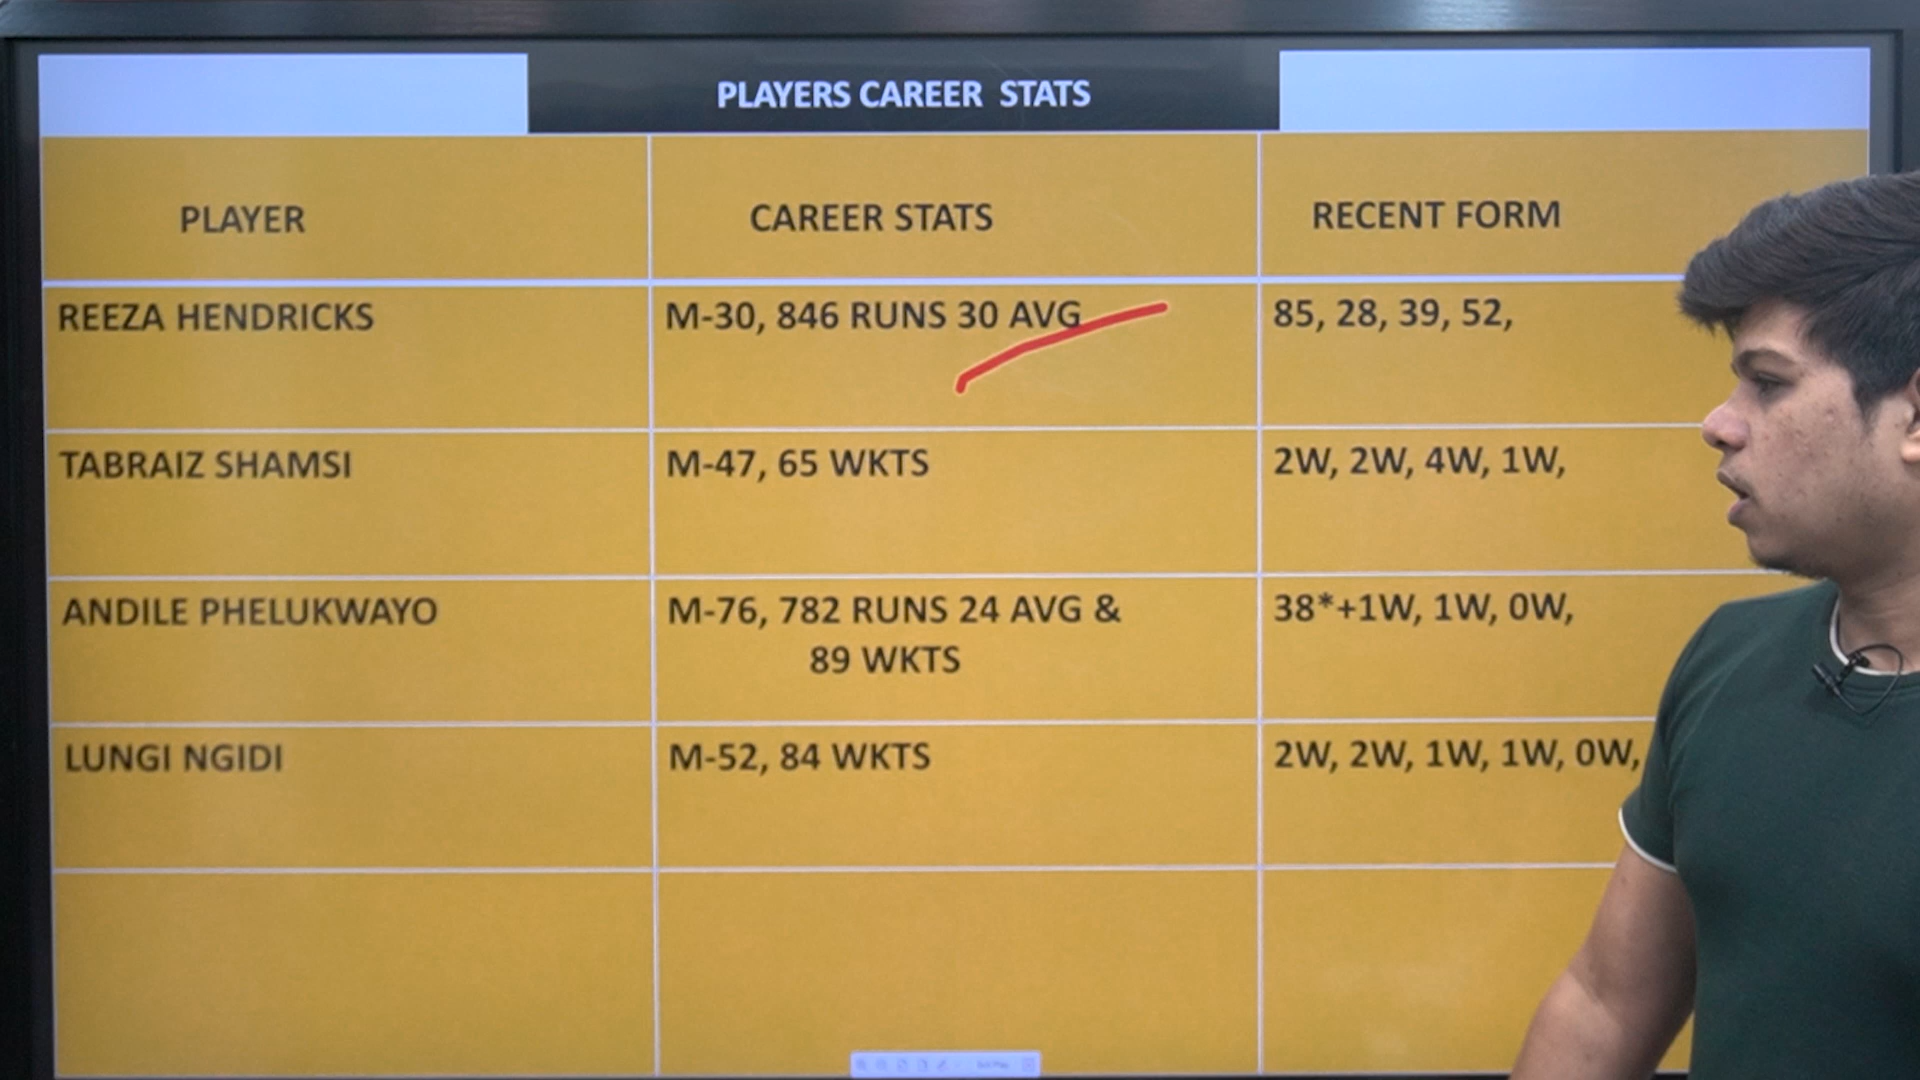 PLAYERS CAREER STATS
PLAYER CAREER STATS RECENT FORM
REEZA HENDRICKS M-30, 846 RUNS 30 AVG 85, 28, 39, 52,
TABRAIZ SHAMSI M-47, 65 WKTS 2W, 2W, 4W, 1W,
ANDILE PHELUKWAYO M-76, 782 RUNS 24 AVG & 38*+1W, 1W, 0W,
89 WKTS
LUNGI NGIDI M-52, 84 WKTS 2W, 2W, 1W, 1W, 0W,